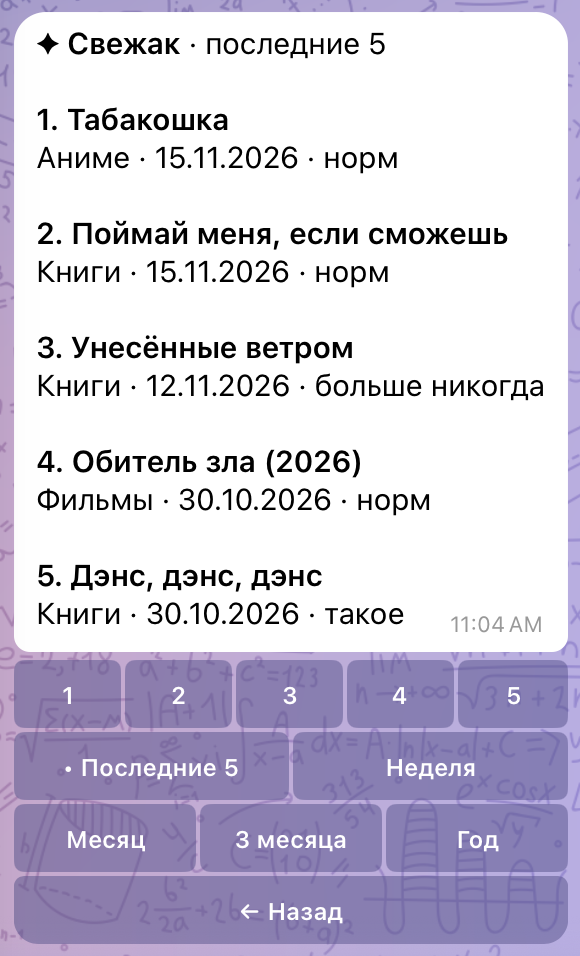 ✦ Свежак · последние 5
1. Табакошка
Аниме · 15.11.2026 · норм
2. Поймай меня, если сможешь
Книги · 15.11.2026 · норм
3. Унесённые ветром
Книги · 12.11.2026 · больше никогда
4. Обитель зла (2026)
Фильмы · 30.10.2026 · норм
5. Дэнс, дэнс, дэнс
Книги · 30.10.2026 · такое
11:04 AM
1 2 3 4 5
• Последние 5 Неделя
Месяц 3 месяца Год
← Назад